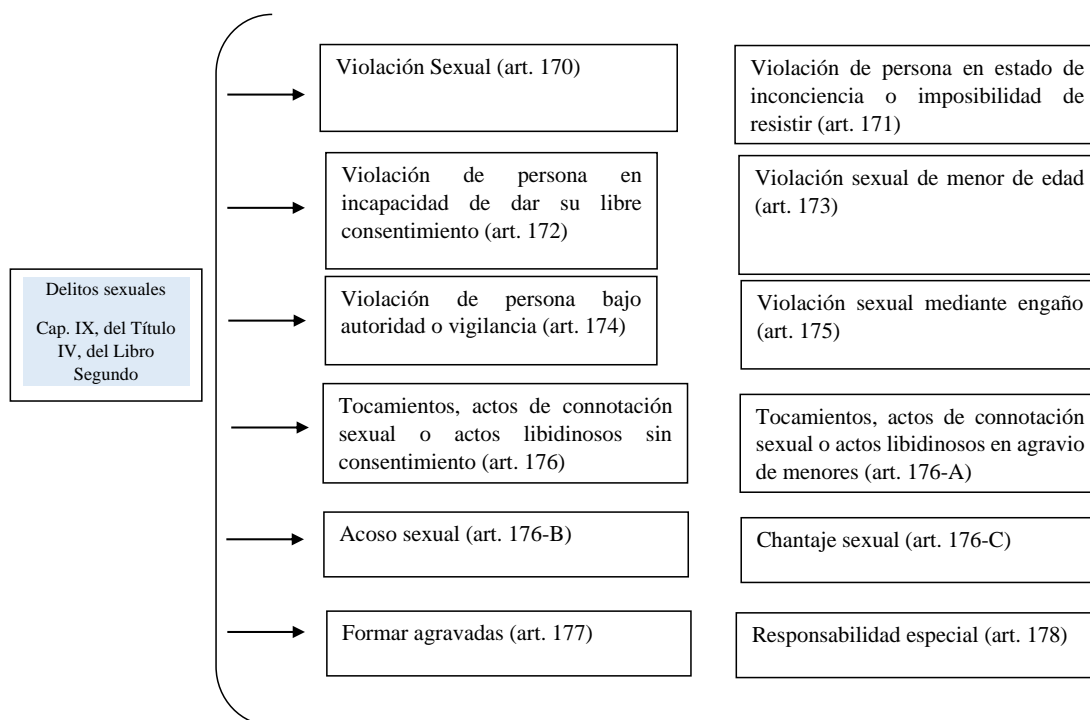 Delitos sexuales
Cap. IX, del Título
IV, del Libro
Segundo
Violación Sexual (art. 170)
Violación de persona en estado de
inconciencia o imposibilidad de
resistir (art. 171)
Violación de persona en
incapacidad de dar su libre
consentimiento (art. 172)
Violación sexual de menor de edad
(art. 173)
Violación de persona bajo
autoridad o vigilancia (art. 174)
Violación sexual mediante engaño
(art. 175)
Tocamientos, actos de connotación
sexual o actos libidinosos sin
consentimiento (art. 176)
Tocamientos, actos de connotación
sexual o actos libidinosos en agravio
de menores (art. 176-A)
Acoso sexual (art. 176-B)
Chantaje sexual (art. 176-C)
Formar agravadas (art. 177)
Responsabilidad especial (art. 178)